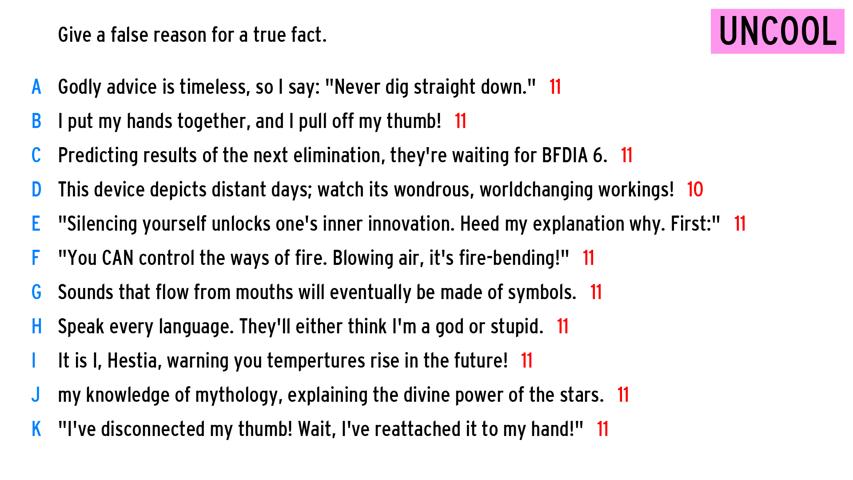 Give a false reason for a true fact.
UNCOOL
A Godly advice is timeless, so I say: "Never dig straight down." 11
B I put my hands together, and I pull off my thumb! 11
C Predicting results of the next elimination, they're waiting for BFDIA 6. 11
D This device depicts distant days; watch its wondrous, worldchanging workings! 10
E "Silencing yourself unlocks one's inner innovation. Heed my explanation why. First:" 11
F "You CAN control the ways of fire. Blowing air, it's fire-bending!" 11
G Sounds that flow from mouths will eventually be made of symbols. 11
H Speak every language. They'll either think I'm a god or stupid. 11
I It is I, Hestia, warning you tempertures rise in the future! 11
J my knowledge of mythology, explaining the divine power of the stars. 11
K "I've disconnected my thumb! Wait, I've reattached it to my hand!" 11